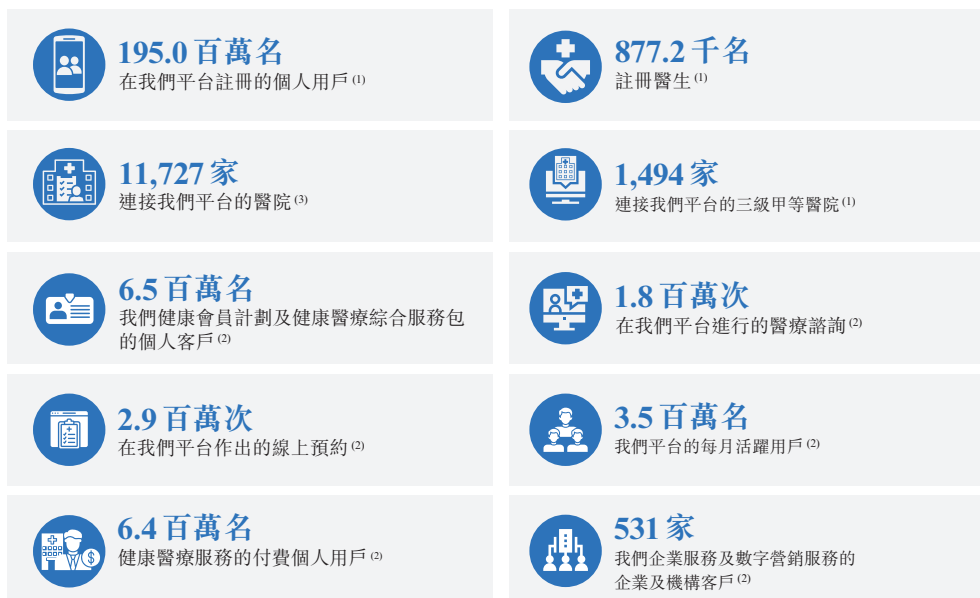 195.0 百萬名
在我們平台註冊的個人用戶 (1)
877.2 千名
註冊醫生 (1)
11,727 家
連接我們平台的醫院 (3)
1,494 家
連接我們平台的三級甲等醫院 (1)
6.5 百萬名
我們健康會員計劃及健康醫療綜合服務包
的個人客戶 (2)
1.8 百萬次
在我們平台進行的醫療諮詢 (2)
2.9 百萬次
在我們平台作出的線上預約 (2)
3.5 百萬名
我們平台的每月活躍用戶 (2)
6.4 百萬名
健康醫療服務的付費個人用戶 (2)
531 家
我們企業服務及數字營銷服務的
企業及機構客戶 (2)